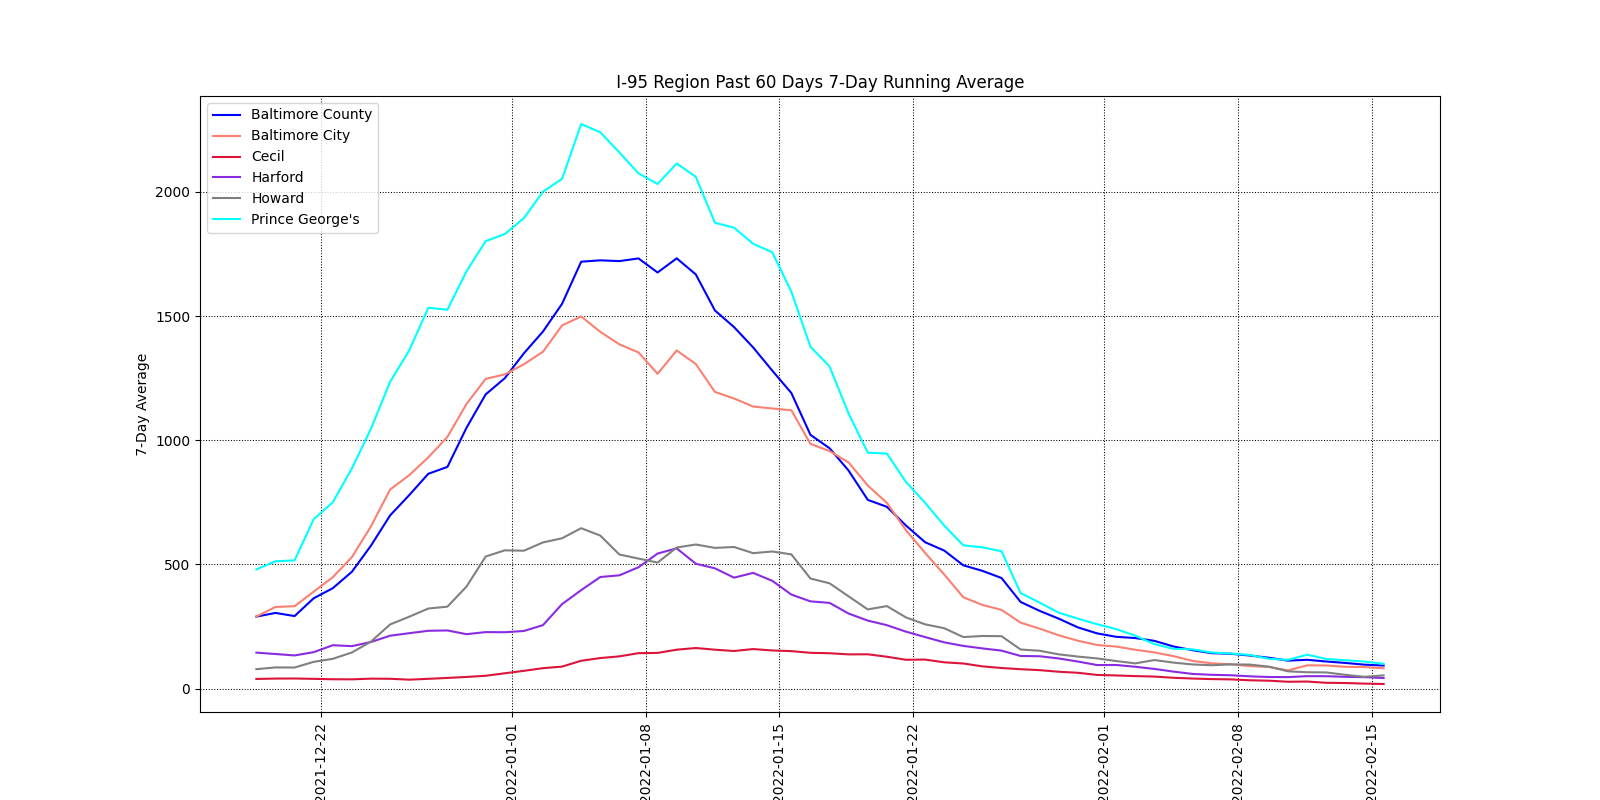 I-95 Region Past 60 Days 7-Day Running Average
Baltimore County
Baltimore City
Cecil
Harford
Howard
Prince George's
7-Day Average
2000
1500
1000
500
0
2021-12-22
2022-01-01
2022-01-08
2022-01-15
2022-01-22
2022-02-01
2022-02-08
2022-02-15